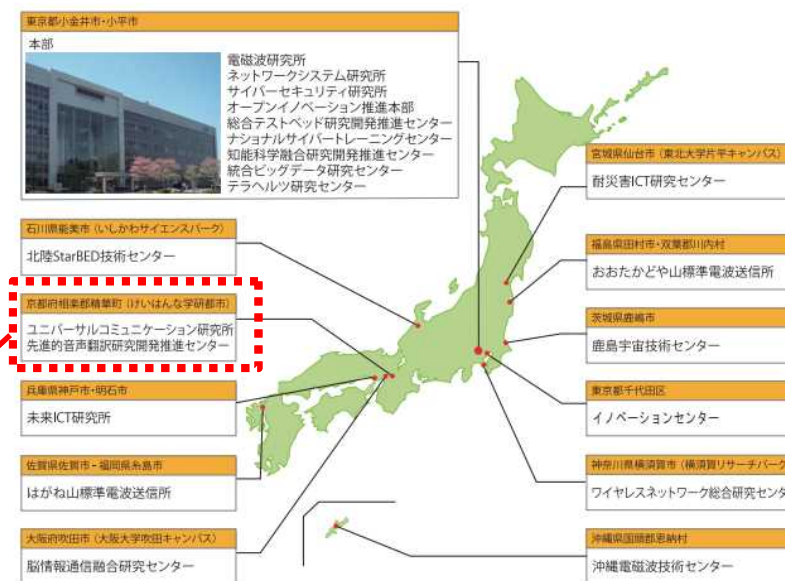 東京都小金井市・小平市
本部
電磁波研究所
ネットワークシステム研究所
サイバーセキュリティ研究所
オープンイノベーション推進本部
総合テストベッド研究開発推進センター
ナショナルサイバートレーニングセンター
知能科学融合研究開発推進センター
統合ビッグデータ研究センター
テラヘルツ研究センター
石川県能美市（いしかわサイエンスパーク）
北陸StarBED技術センター
京都府相楽郡精華町（けいはんな学研都市）
ユニバーサルコミュニケーション研究所
先進的音声翻訳研究開発推進センター
兵庫県神戸市・明石市
未来ICT研究所
佐賀県佐賀市・福岡県糸島市
はがね山標準電波送信所
大阪府吹田市（大阪大学吹田キャンパス）
脳情報通信融合研究センター
宮城県仙台市（東北大学片平キャンパス）
耐災害ICT研究センター
福島県田村市・双葉郡川内村
おおたかどや山標準電波送信所
茨城県鹿嶋市
鹿島宇宙技術センター
東京都千代田区
イノベーションセンター
神奈川県横須賀市（横須賀リサーチパーク
ワイヤレスネットワーク総合研究センタ
沖縄県国頭郡恩納村
沖縄電磁波技術センター